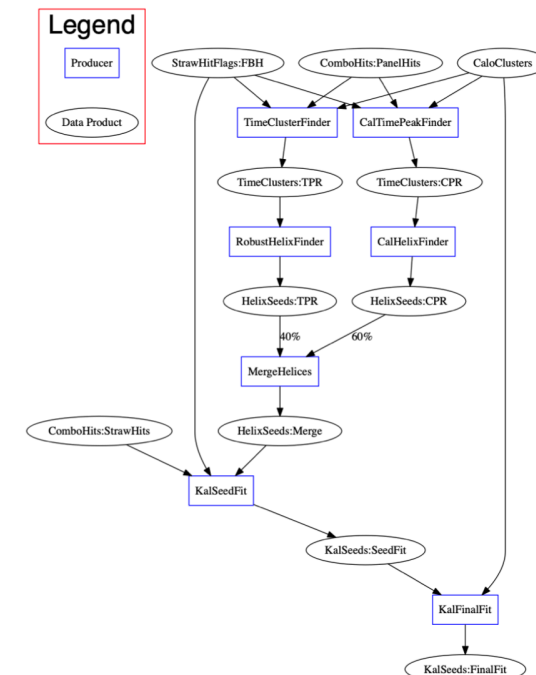 Legend
Producer
Data Product
StrawHitFlags:FBH
ComboHits:PanelHits
CaloClusters
TimeClusterFinder
CalTimePeakFinder
TimeClusters:TPR
TimeClusters:CPR
RobustHelixFinder
CalHelixFinder
HelixSeeds:TPR
HelixSeeds:CPR
40%
60%
MergeHelices
ComboHits:StrawHits
HelixSeeds:Merge
KalSeedFit
KalSeeds:SeedFit
KalFinalFit
KalSeeds:FinalFit